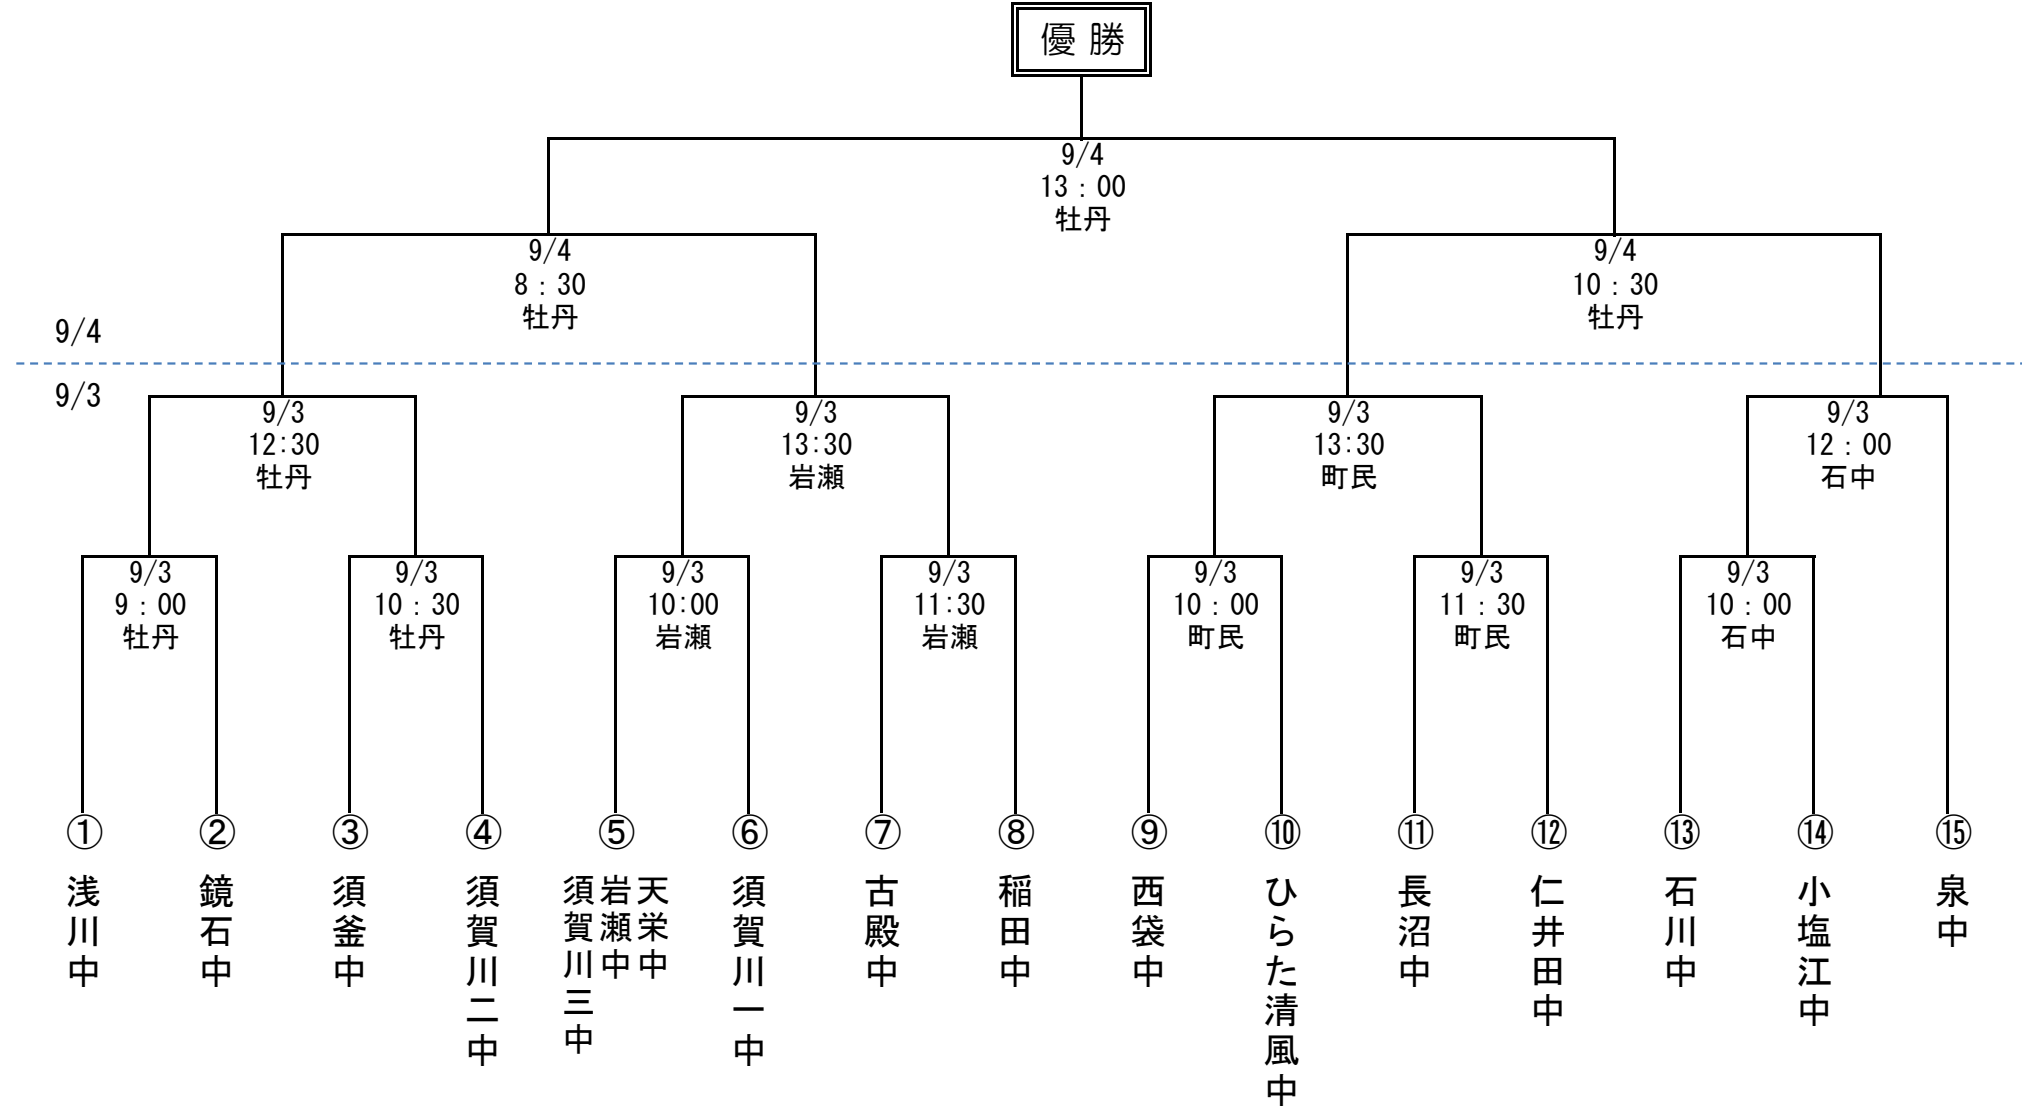 優 勝
9/4
13：00
牡丹
9/4
8：30
牡丹
9/4
10：30
牡丹
9/4
9/3
9/3
12:30
牡丹
9/3
13:30
岩瀬
9/3
13:30
町民
9/3
12：00
石中
9/3
9：00
牡丹
9/3
10：30
牡丹
9/3
10:00
岩瀬
9/3
11:30
岩瀬
9/3
10：00
町民
9/3
11：30
町民
9/3
10：00
石中
①
浅川中
②
鏡石中
③
須釜中
④
須賀川二中
⑤
天栄中
岩瀬中
須賀川三中
⑥
須賀川一中
⑦
古殿中
⑧
稲田中
⑨
西袋中
⑩
ひらた清風中
⑪
長沼中
⑫
仁井田中
⑬
石川中
⑭
小塩江中
⑮
泉中